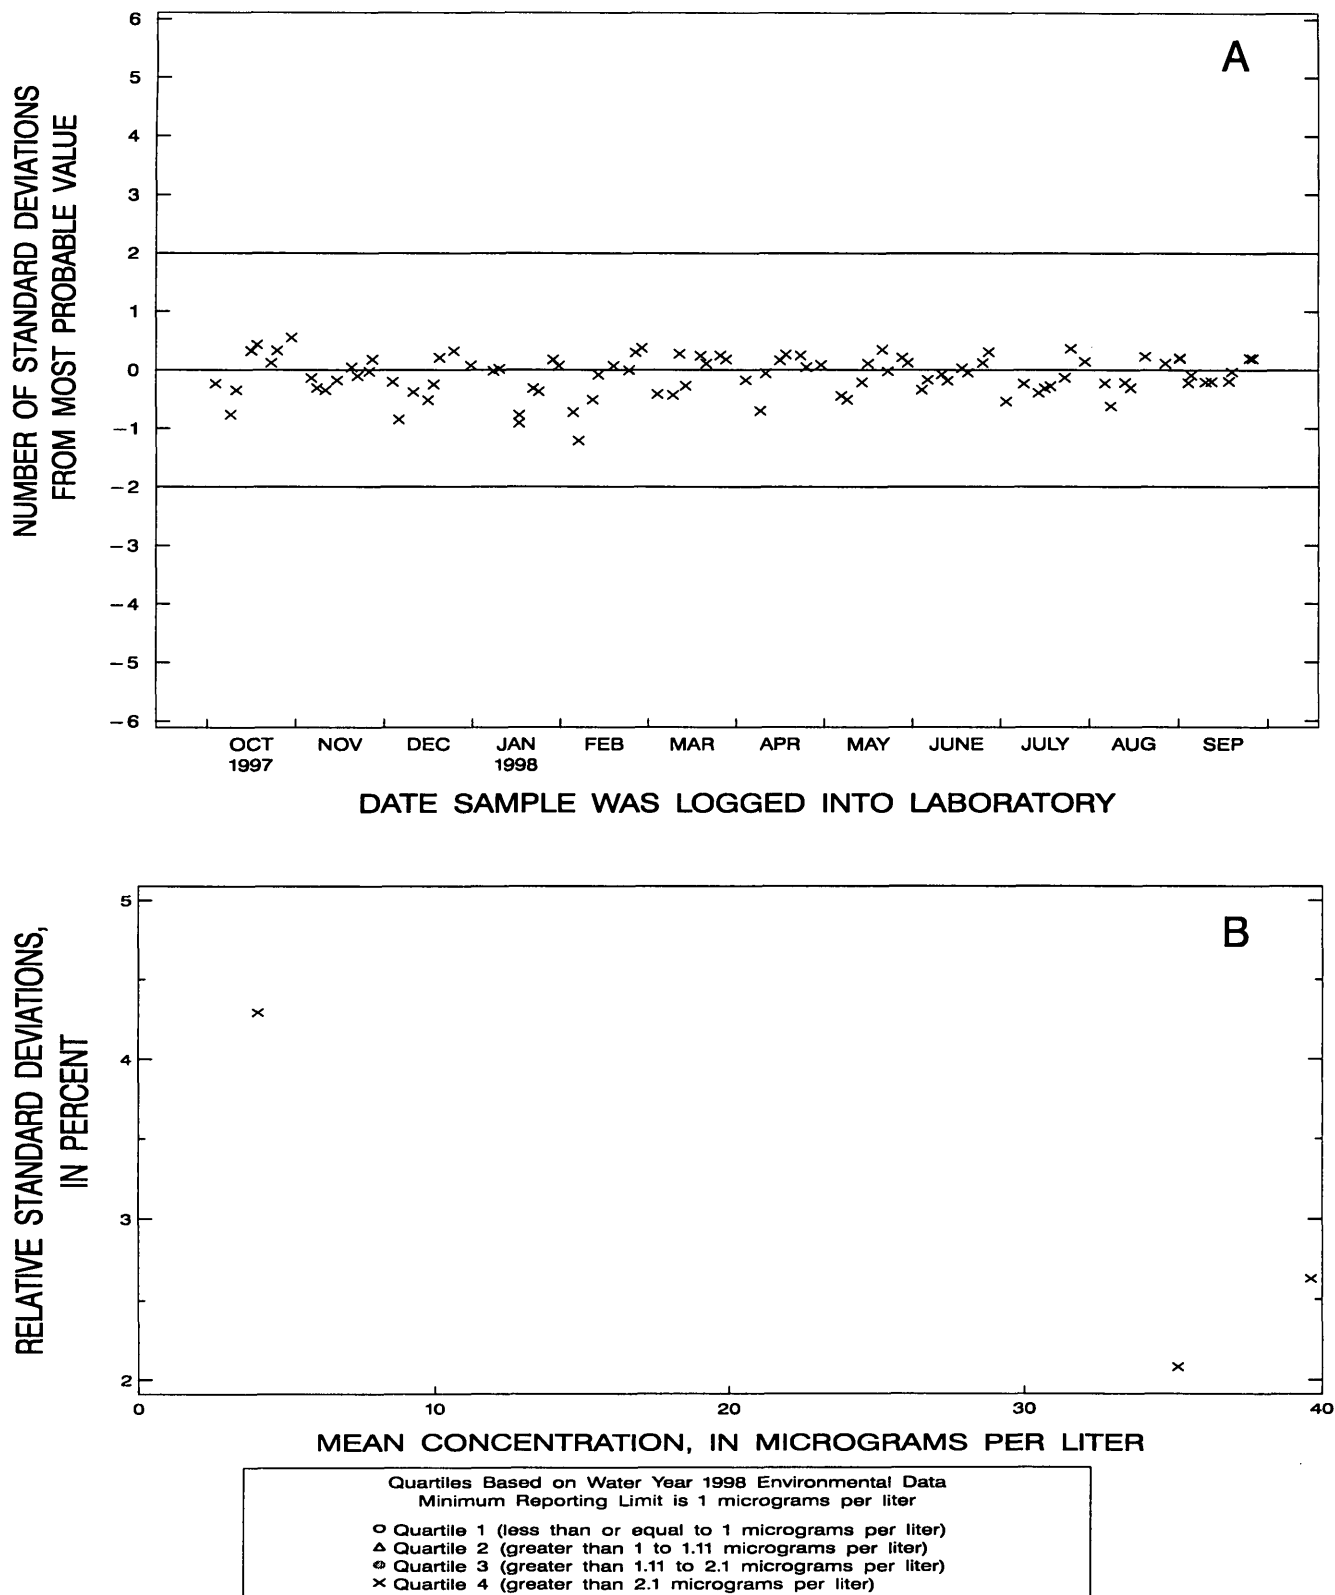 A
NUMBER OF STANDARD DEVIATIONS
FROM MOST PROBABLE VALUE
6
5
4
3
2
1
0
−1
−2
−3
−4
−5
−6
OCT NOV DEC JAN FEB MAR APR MAY JUNE JULY AUG SEP
1997 1998
DATE SAMPLE WAS LOGGED INTO LABORATORY
B
RELATIVE STANDARD DEVIATIONS,
IN PERCENT
5
4
3
2
0 10 20 30 40
MEAN CONCENTRATION, IN MICROGRAMS PER LITER
Quartiles Based on Water Year 1998 Environmental Data
Minimum Reporting Limit is 1 micrograms per liter
Quartile 1 (less than or equal to 1 micrograms per liter)
Quartile 2 (greater than 1 to 1.11 micrograms per liter)
Quartile 3 (greater than 1.11 to 2.1 micrograms per liter)
Quartile 4 (greater than 2.1 micrograms per liter)